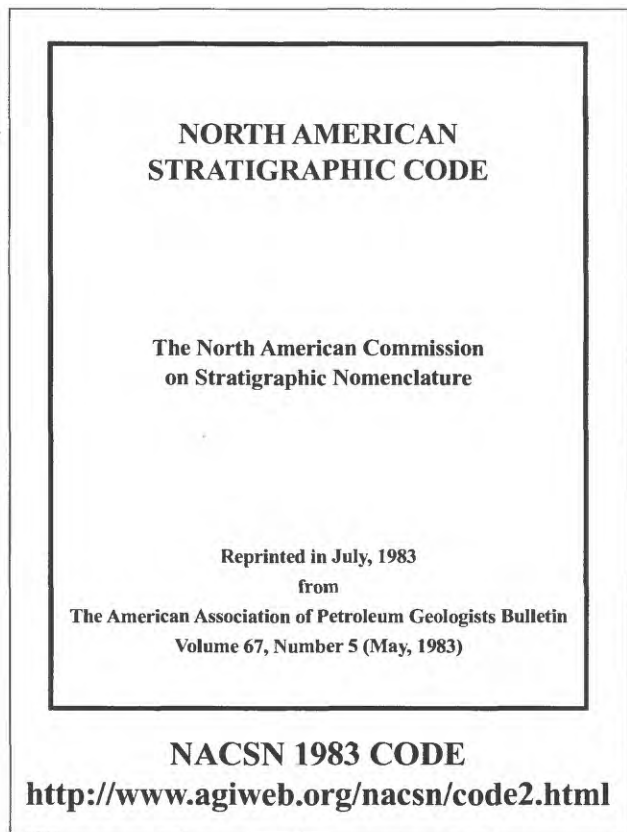 NORTH AMERICAN
STRATIGRAPHIC CODE
The North American Commission
on Stratigraphic Nomenclature
Reprinted in July, 1983
from
The American Association of Petroleum Geologists Bulletin
Volume 67, Number 5 (May, 1983)
NACSN 1983 CODE
http://www.agiweb.org/nacsn/code2.html